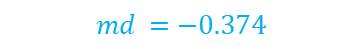 md = −0.374